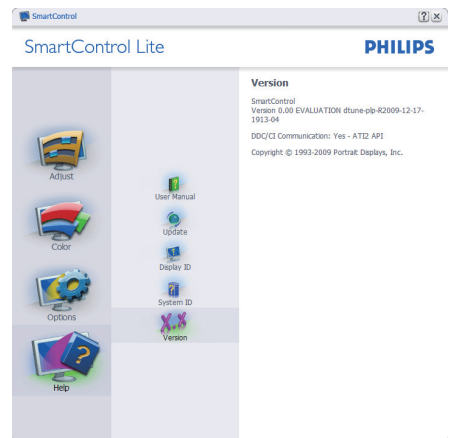 SmartControl
? x
SmartControl Lite
PHILIPS
Adjust
Color
Options
Help
User Manual
Update
Display ID
System ID
Version
Version
SmartControl
Version 0.00 EVALUATION dtune-plp-R2009-12-17-
1913-04
DDC/CI Communication: Yes - ATI2 API
Copyright © 1993-2009 Portrait Displays, Inc.